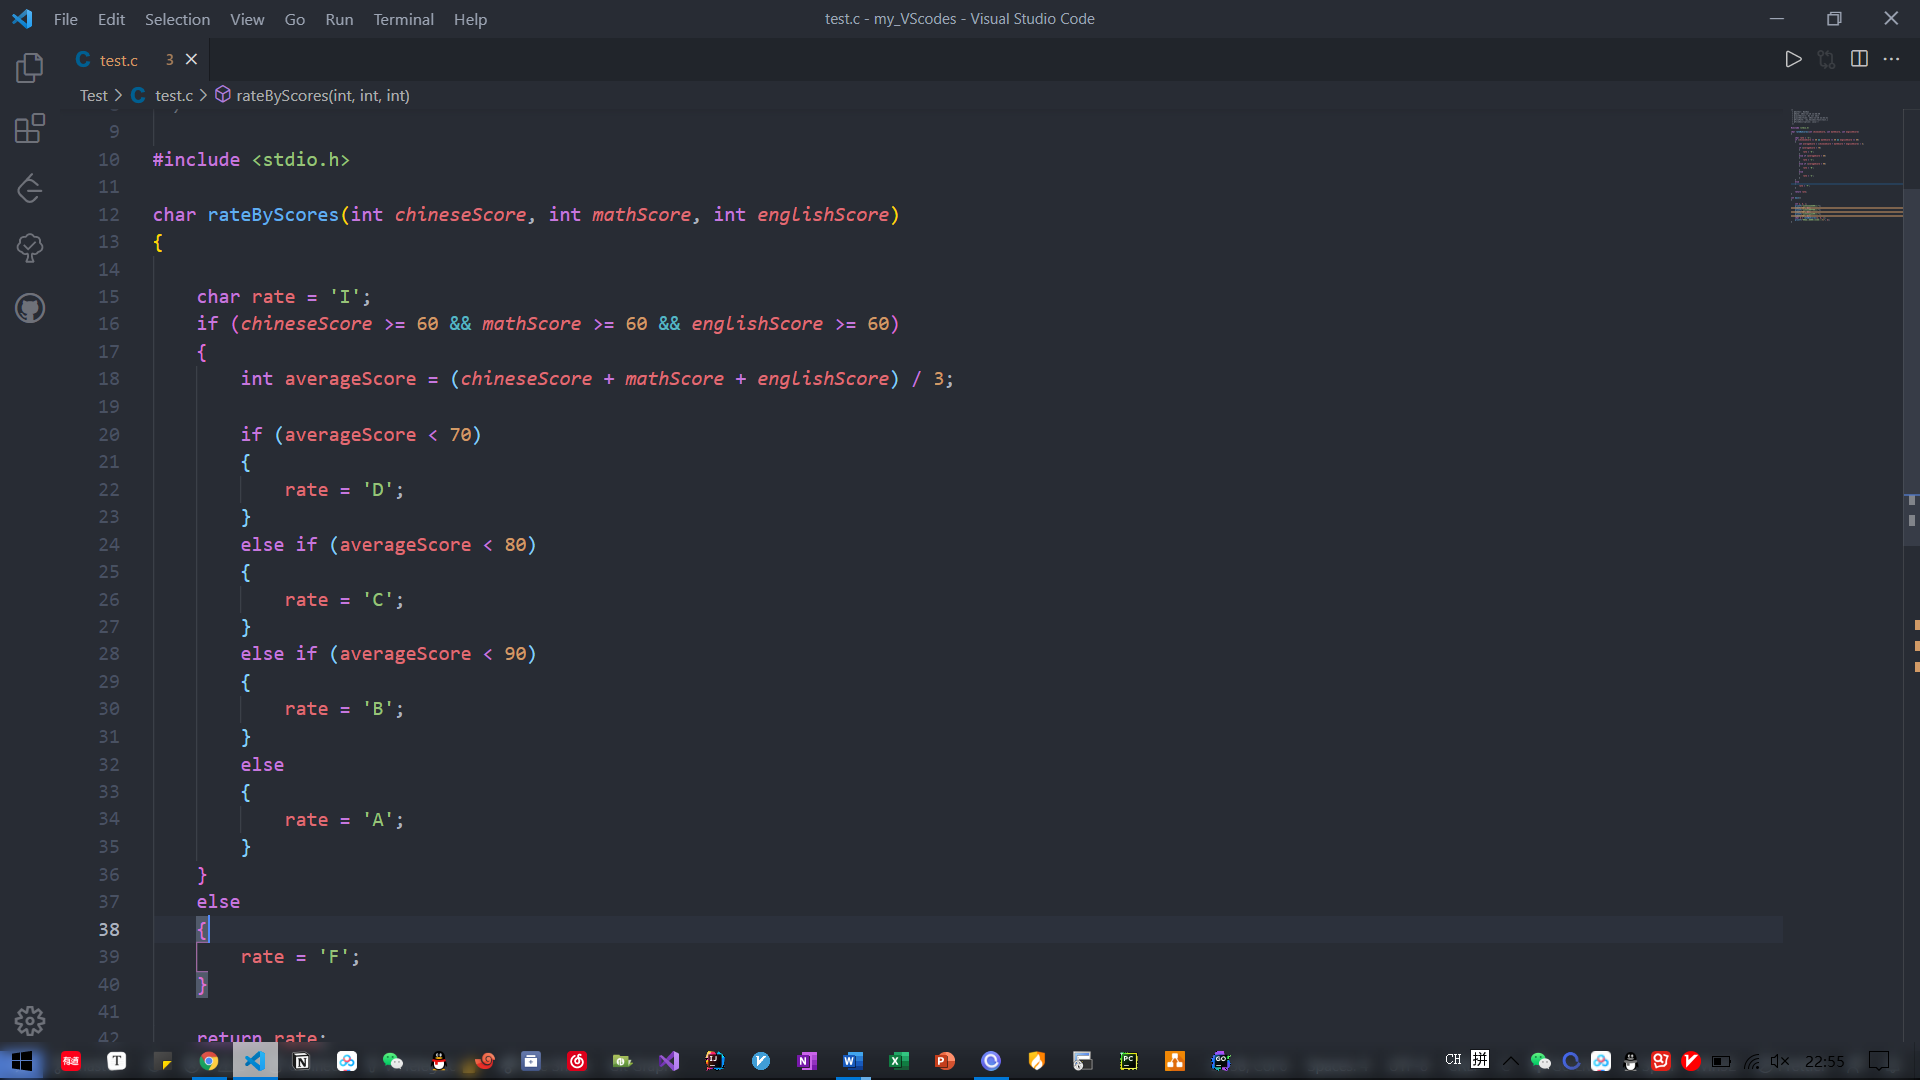 File Edit Selection View Go Run Terminal Help
test.c - my_VScodes - Visual Studio Code
test.c 3
Test > test.c > rateByScores(int, int, int)
9
10 #include <stdio.h>
11
12 char rateByScores(int chineseScore, int mathScore, int englishScore)
13 {
14
15 char rate = 'I';
16 if (chineseScore >= 60 && mathScore >= 60 && englishScore >= 60)
17 {
18 int averageScore = (chineseScore + mathScore + englishScore) / 3;
19
20 if (averageScore < 70)
21 {
22 rate = 'D';
23 }
24 else if (averageScore < 80)
25 {
26 rate = 'C';
27 }
28 else if (averageScore < 90)
29 {
30 rate = 'B';
31 }
32 else
33 {
34 rate = 'A';
35 }
36 }
37 else
38 {
39 rate = 'F';
40 }
41
42 return rate;
CH 拼 22:55